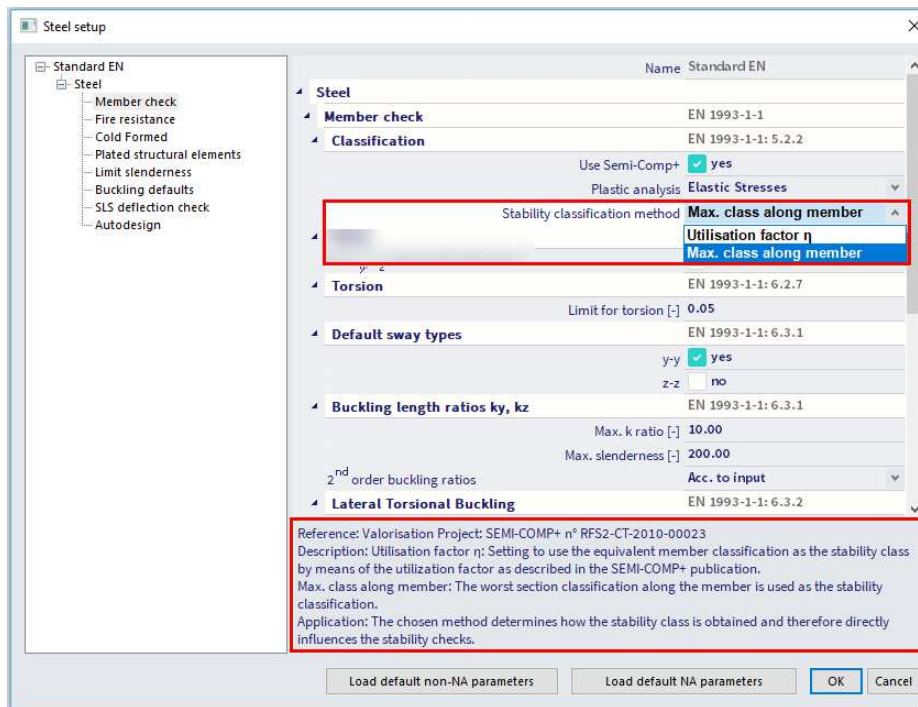 Steel setup
Standard EN
Steel
Member check
Fire resistance
Cold Formed
Plated structural elements
Limit slenderness
Buckling defaults
SLS deflection check
Autodesign
Name Standard EN
Steel
Member check EN 1993-1-1
Classification EN 1993-1-1: 5.2.2
Use Semi-Comp+ yes
Plastic analysis Elastic Stresses
Stability classification method Max. class along member
Utilisation factor η
Max. class along member
Torsion EN 1993-1-1: 6.2.7
Limit for torsion [-] 0.05
Default sway types EN 1993-1-1: 6.3.1
y-y yes
z-z no
Buckling length ratios ky, kz EN 1993-1-1: 6.3.1
Max. k ratio [-] 10.00
Max. slenderness [-] 200.00
2nd order buckling ratios Acc. to input
Lateral Torsional Buckling EN 1993-1-1: 6.3.2
Reference: Valorisation Project: SEMI-COMP+ n° RFS2-CT-2010-00023
Description: Utilisation factor η: Setting to use the equivalent member classification as the stability class
by means of the utilization factor as described in the SEMI-COMP+ publication.
Max. class along member: The worst section classification along the member is used as the stability
classification.
Application: The chosen method determines how the stability class is obtained and therefore directly
influences the stability checks.
Load default non-NA parameters Load default NA parameters OK Cancel